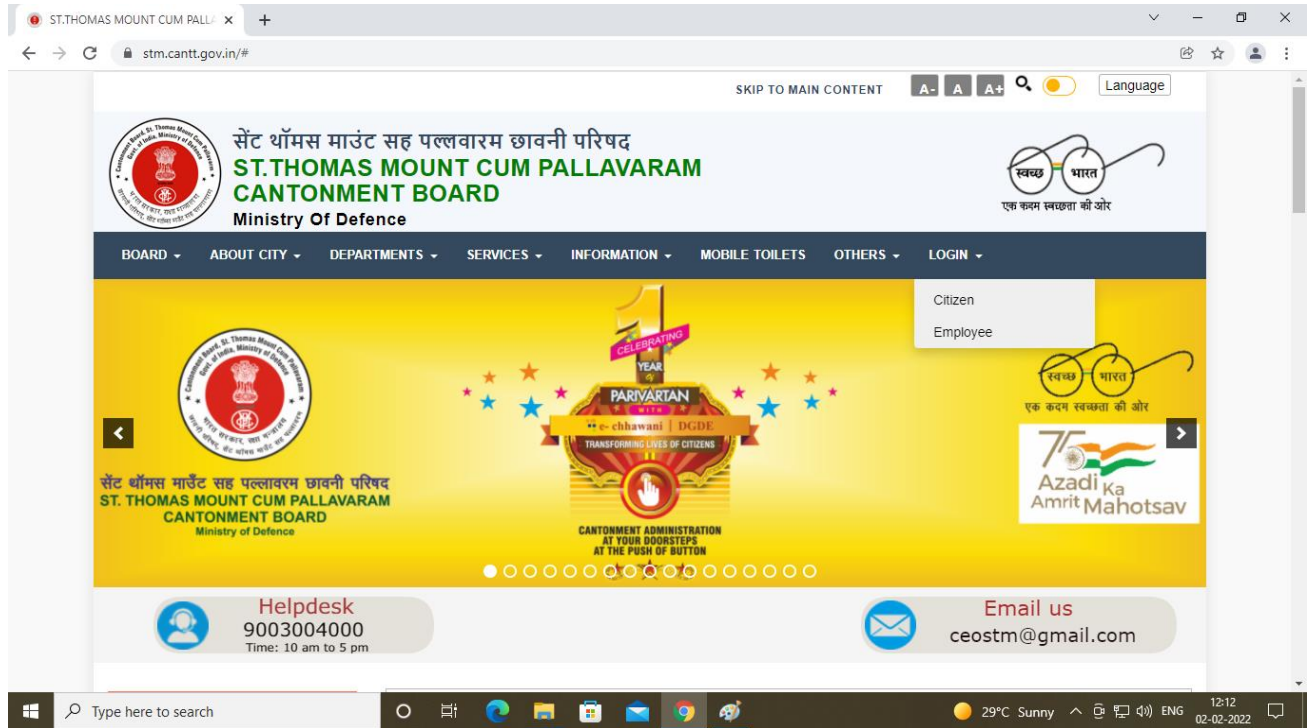 ST.THOMAS MOUNT CUM PALLA
stm.cantt.gov.in/#
SKIP TO MAIN CONTENT A- A A+ Language
सेंट थॉमस माउंट सह पल्लवारम छावनी परिषद
ST.THOMAS MOUNT CUM PALLAVARAM
CANTONMENT BOARD
Ministry Of Defence
स्वच्छ भारत
एक कदम स्वच्छता की ओर
BOARD ABOUT CITY DEPARTMENTS SERVICES INFORMATION MOBILE TOILETS OTHERS LOGIN
Citizen
Employee
सेंट थॉमस माउँट सह पल्लावरम छावनी परिषद
ST. THOMAS MOUNT CUM PALLAVARAM
CANTONMENT BOARD
Ministry of Defence
1
CELEBRATING
YEAR
of
PARIVARTAN
WITH
e- chhawani | DGDE
TRANSFORMING LIVES OF CITIZENS
CANTONMENT ADMINISTRATION
AT YOUR DOORSTEPS
AT THE PUSH OF BUTTON
स्वच्छ भारत
एक कदम स्वच्छता की ओर
75
Azadi Ka
Amrit Mahotsav
Helpdesk
9003004000
Time: 10 am to 5 pm
Email us
ceostm@gmail.com
Type here to search
29°C Sunny
ENG
12:12
02-02-2022